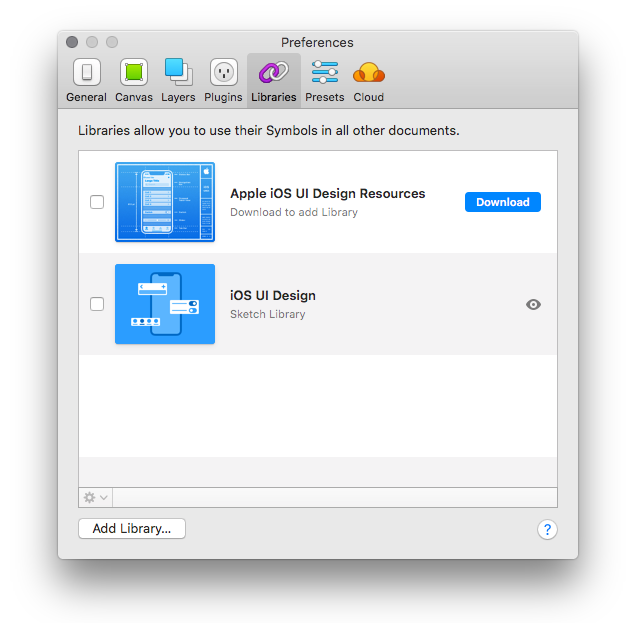 Preferences
General Canvas Layers Plugins Libraries Presets Cloud
Libraries allow you to use their Symbols in all other documents.
Apple iOS UI Design Resources
Download to add Library
Download
iOS UI Design
Sketch Library
Add Library...
?